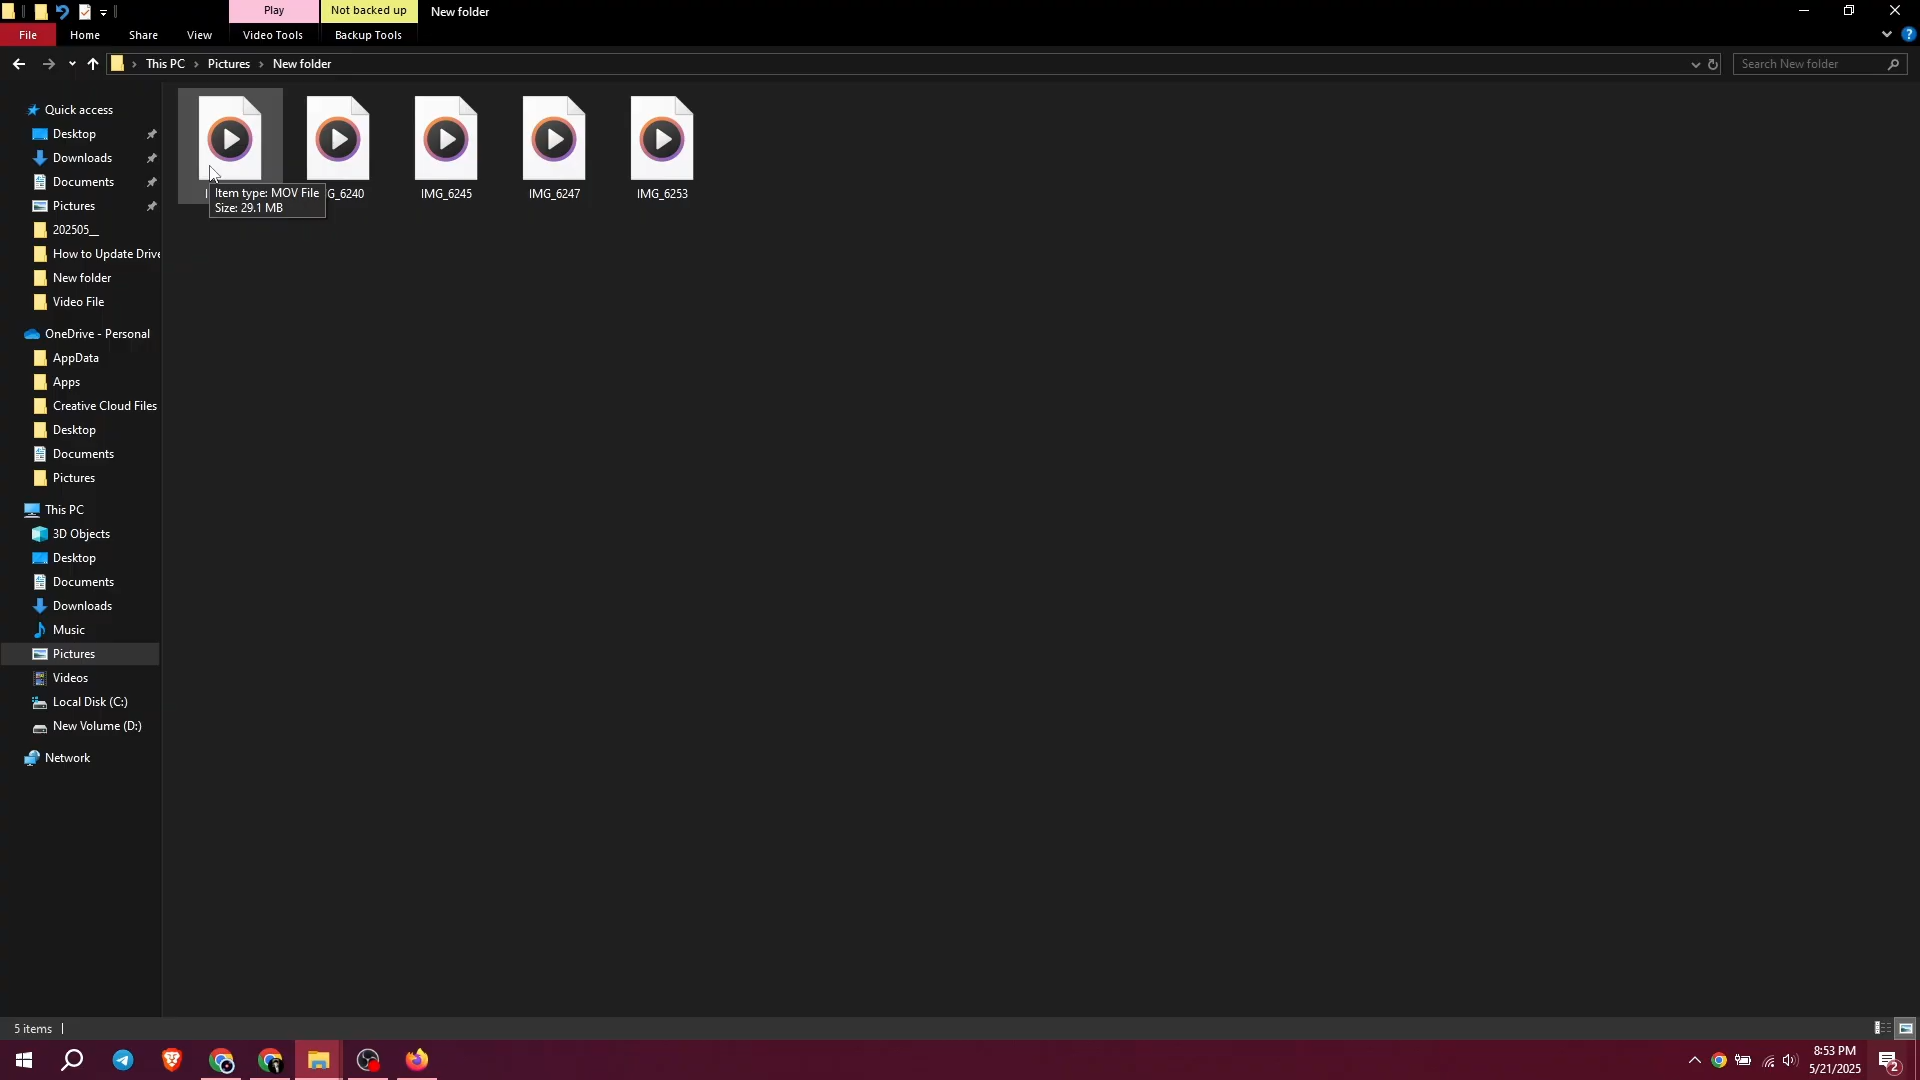 Play
Not backed up
New folder
File
Home
Share
View
Video Tools
Backup Tools
This PC
Pictures
New folder
Search New folder
Quick access
Desktop
Downloads
Documents
Pictures
202505__
How to Update Drive
New folder
Video File
OneDrive - Personal
AppData
Apps
Creative Cloud Files
Desktop
Documents
Pictures
This PC
3D Objects
Desktop
Documents
Downloads
Music
Pictures
Videos
Local Disk (C:)
New Volume (D:)
Network
G_6240
IMG_6245
IMG_6247
IMG_6253
Item type: MOV File
Size: 29.1 MB
5 items
8:53 PM
5/21/2025
2